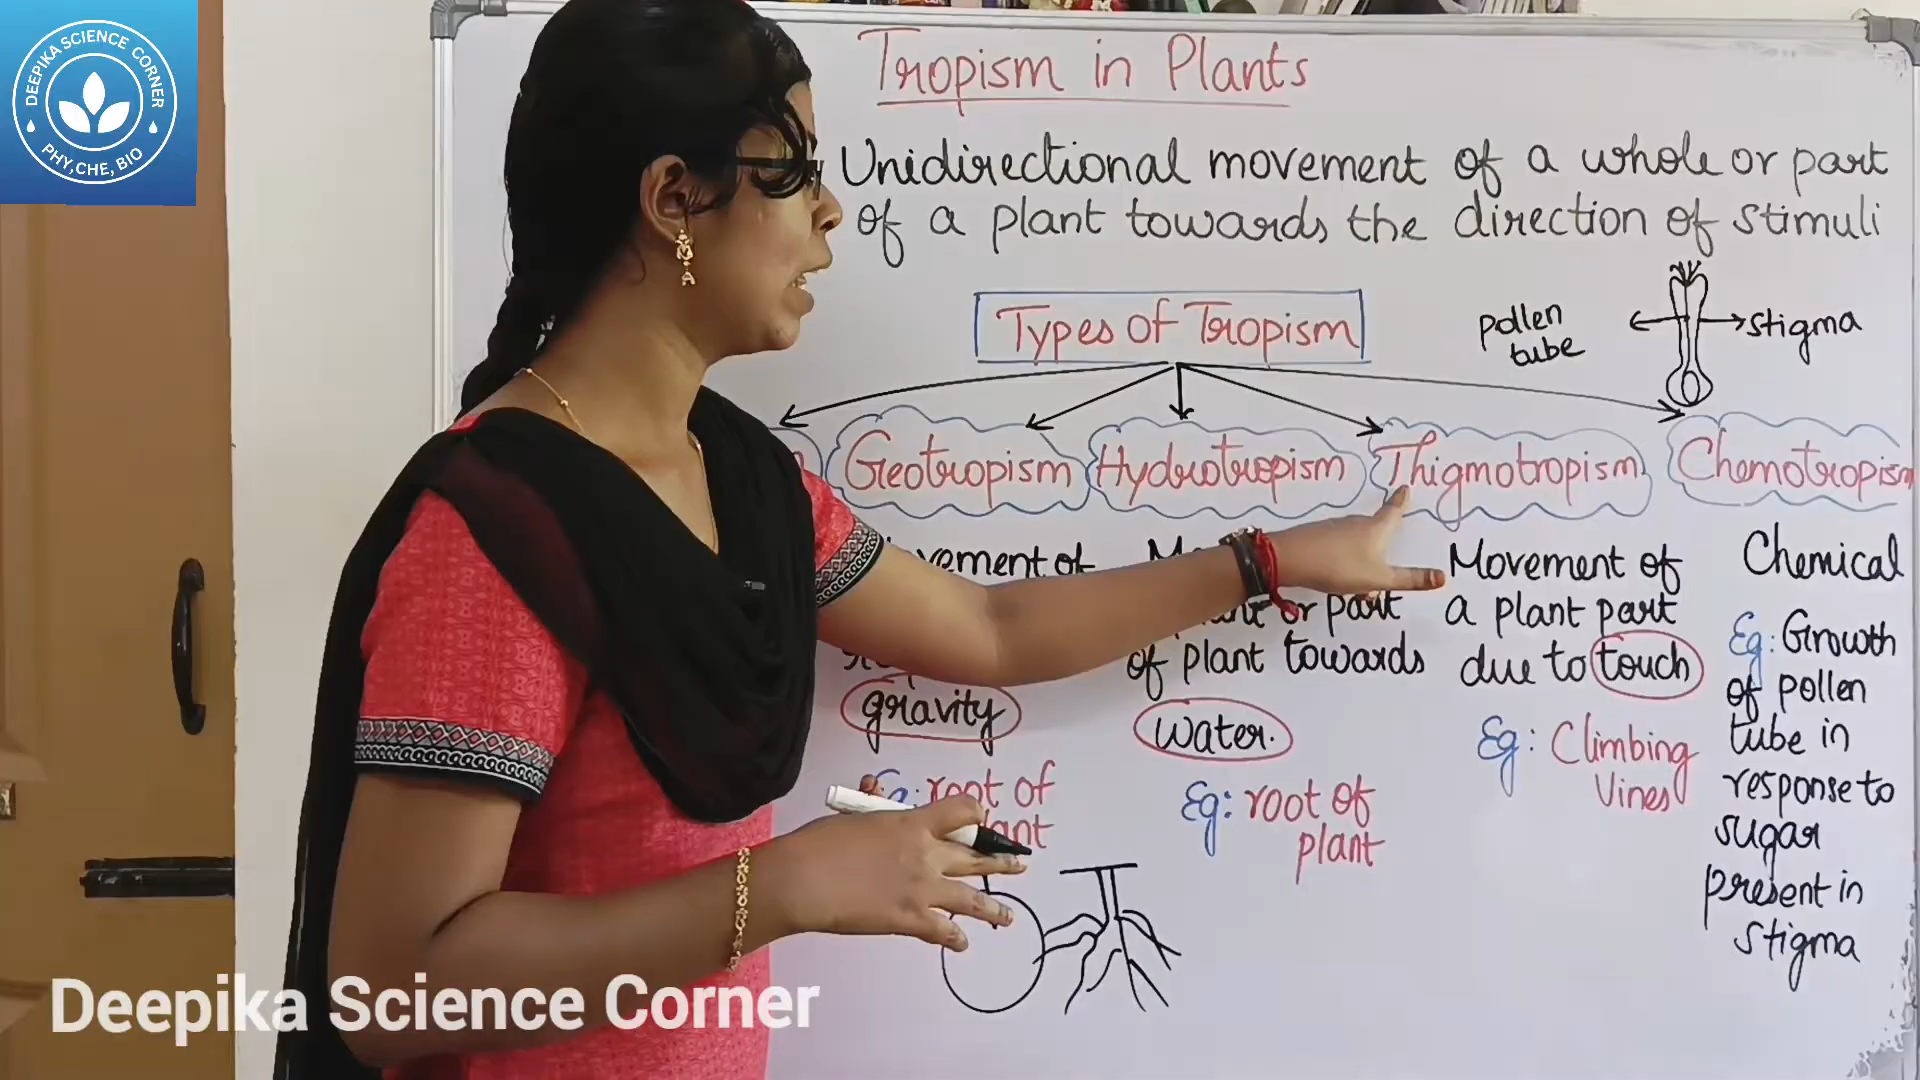 DEEPIKA SCIENCE CORNER
PHY,CHE, BIO
Tropism in Plants
Unidirectional movement of a whole or part
of a plant towards the direction of stimuli
Types of Tropism
pollen
tube
stigma
Geotropism
gravity
Eg: root of
Hydrotropism
or part
of plant towards
water.
Eg: root of
plant
Thigmotropism
Movement of
a plant part
due to touch
Eg: Climbing
Vines
Chemotropism
Chemical
Eg: Growth
of pollen
tube in
response to
sugar
present in
stigma
Deepika Science Corner